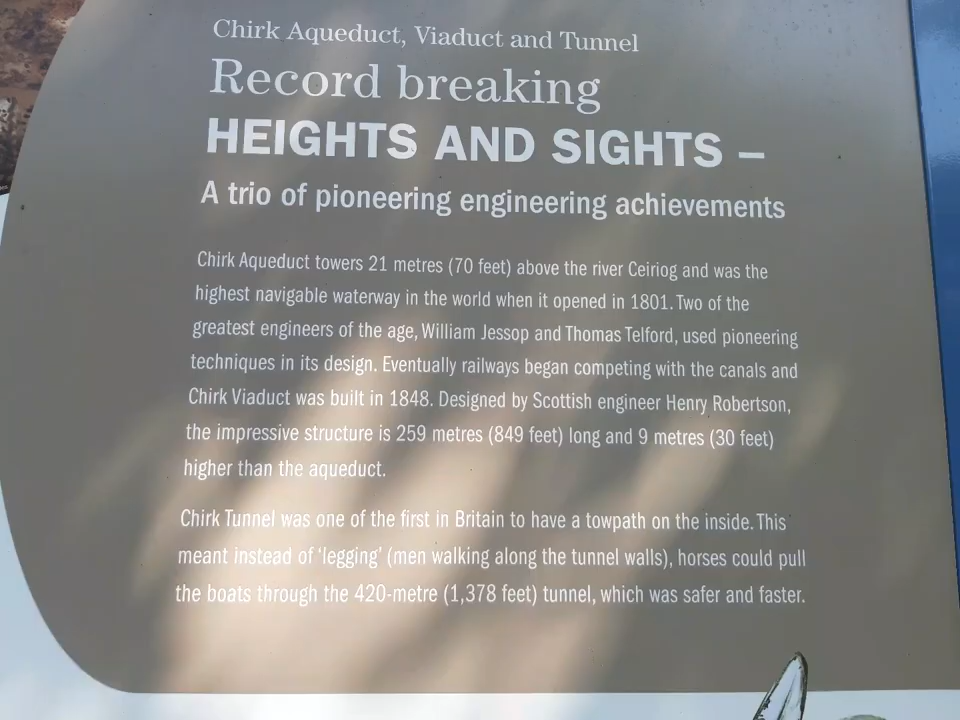 Chirk Aqueduct, Viaduct and Tunnel
Record breaking
HEIGHTS AND SIGHTS –
A trio of pioneering engineering achievements
Chirk Aqueduct towers 21 metres (70 feet) above the river Ceiriog and was the
highest navigable waterway in the world when it opened in 1801. Two of the
greatest engineers of the age, William Jessop and Thomas Telford, used pioneering
techniques in its design. Eventually railways began competing with the canals and
Chirk Viaduct was built in 1848. Designed by Scottish engineer Henry Robertson,
the impressive structure is 259 metres (849 feet) long and 9 metres (30 feet)
higher than the aqueduct.
Chirk Tunnel was one of the first in Britain to have a towpath on the inside. This
meant instead of ‘legging’ (men walking along the tunnel walls), horses could pull
the boats through the 420-metre (1,378 feet) tunnel, which was safer and faster.